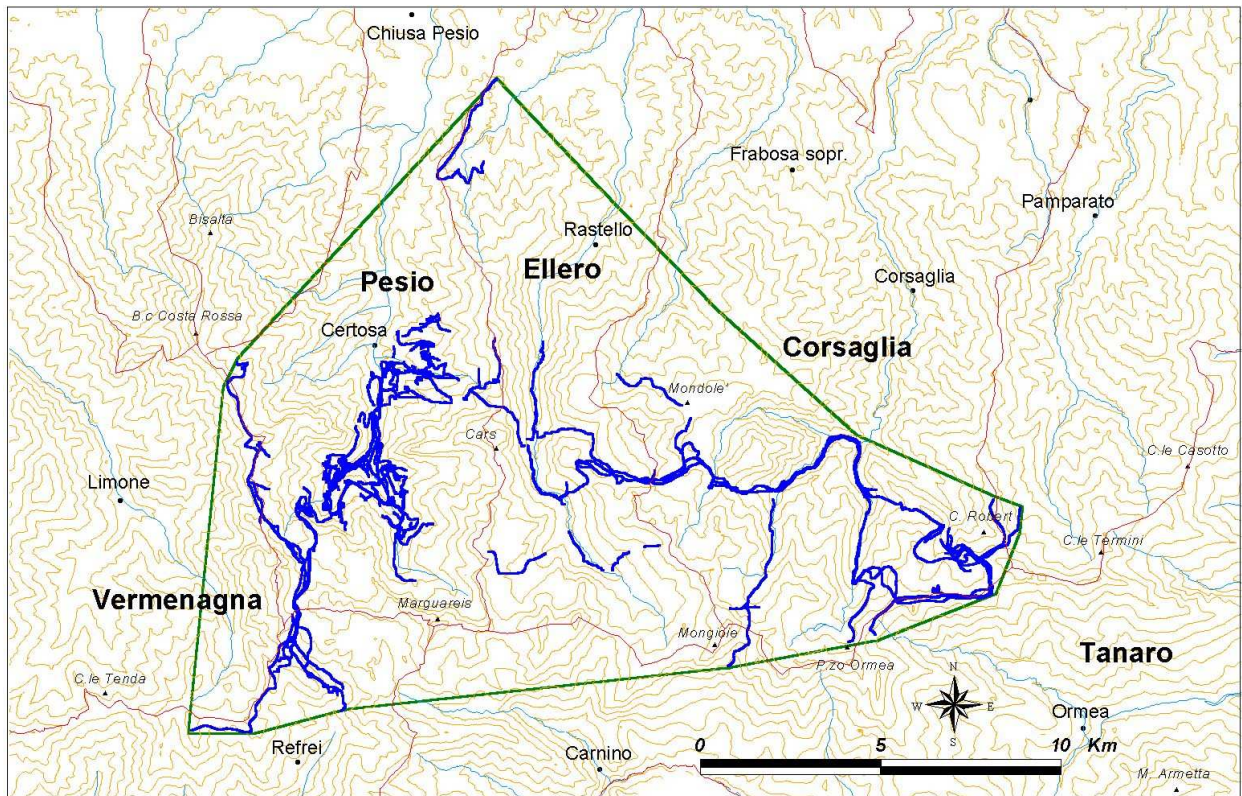 Chiusa Pesio
Frabosa sopr.
Pamparato
Bisalta
Rastello
Pesio
Ellero
Corsaglia
B.c Costa Rossa
Certosa
Corsaglia
Mondole'
Cars
C.le Casotto
Limone
C. Robert
C.le Termini
Vermenagna
Marguareis
Mongioie
P.zo Ormea
Tanaro
N
C.le Tenda
W
E
Ormea
S
Refrei
Carnino
0
5
10 Km
M. Armetta